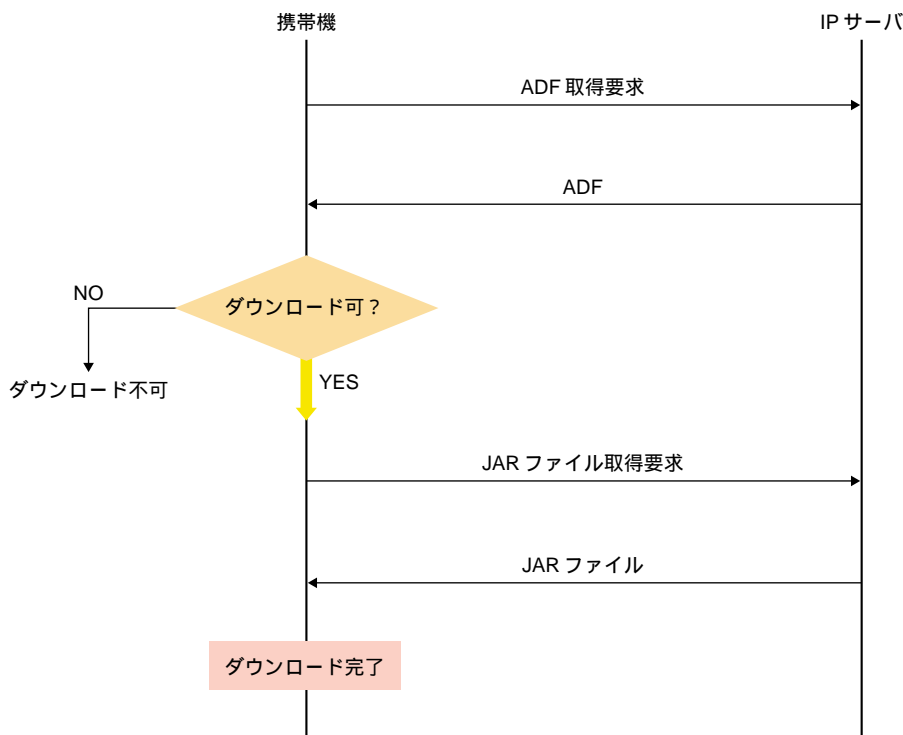 携帯機
IP サーバ
ADF 取得要求
ADF
ダウンロード可？
NO
ダウンロード不可
YES
JAR ファイル取得要求
JAR ファイル
ダウンロード完了